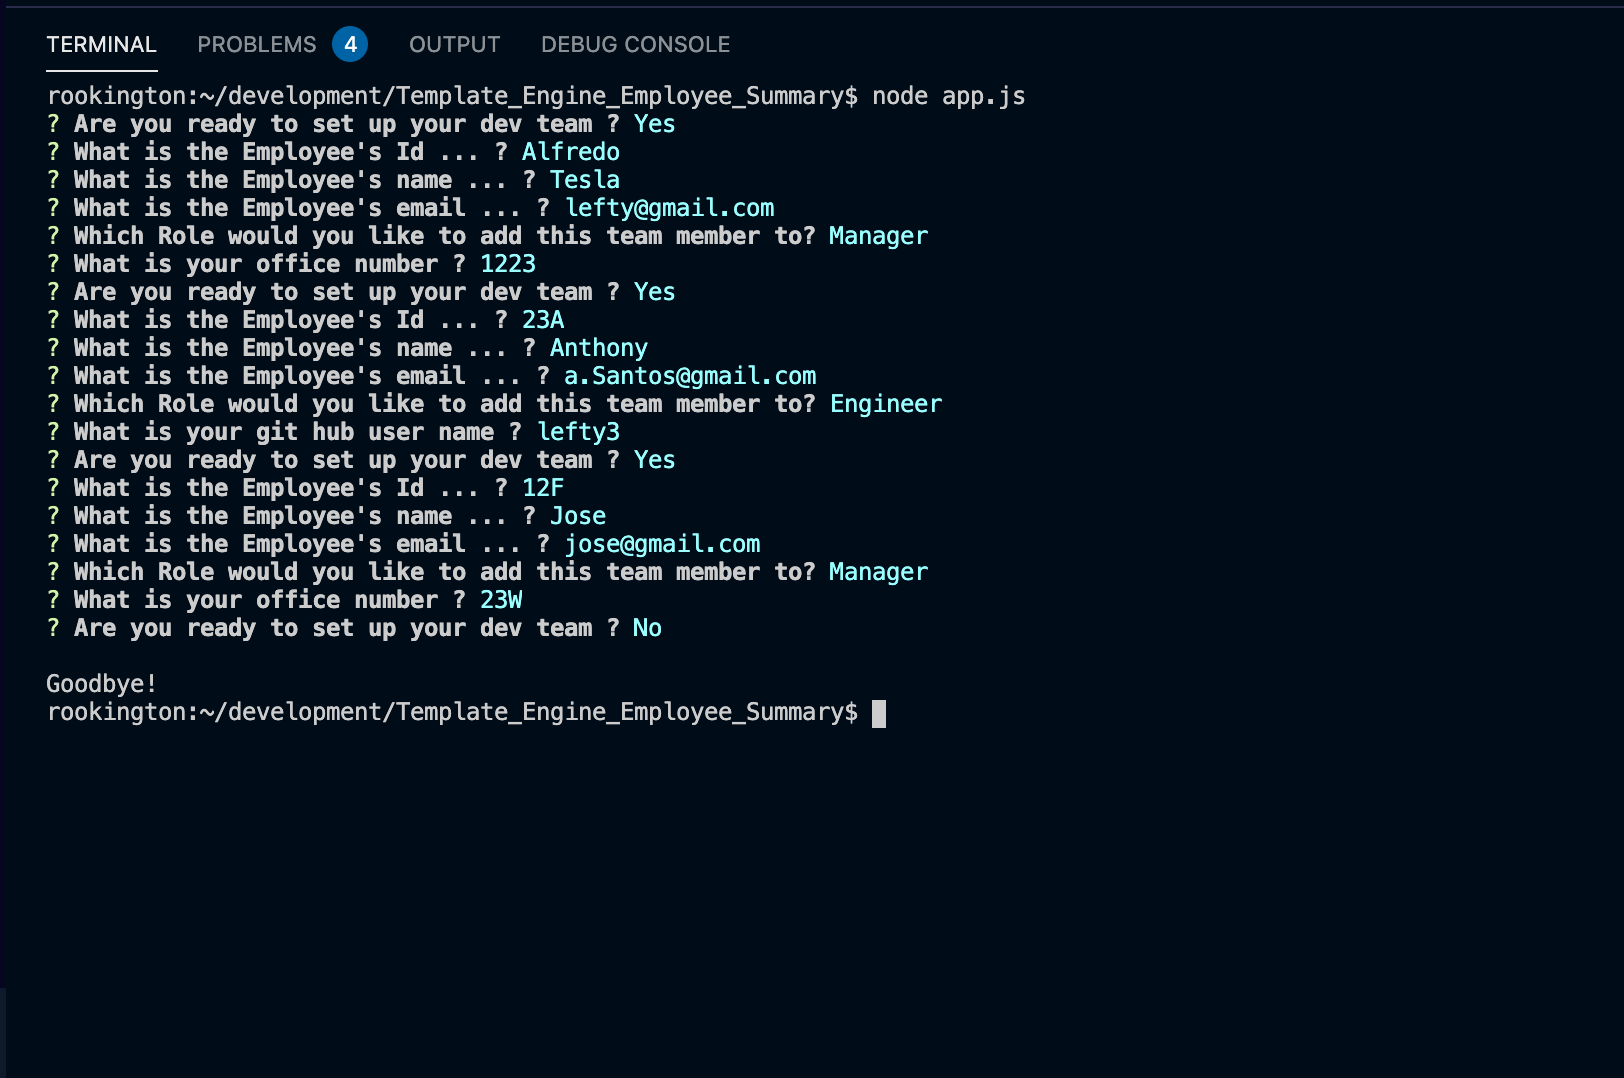 TERMINAL PROBLEMS 4 OUTPUT DEBUG CONSOLE
rookington:~/development/Template_Engine_Employee_Summary$ node app.js
? Are you ready to set up your dev team ? Yes
? What is the Employee's Id ... ? Alfredo
? What is the Employee's name ... ? Tesla
? What is the Employee's email ... ? lefty@gmail.com
? Which Role would you like to add this team member to? Manager
? What is your office number ? 1223
? Are you ready to set up your dev team ? Yes
? What is the Employee's Id ... ? 23A
? What is the Employee's name ... ? Anthony
? What is the Employee's email ... ? a.Santos@gmail.com
? Which Role would you like to add this team member to? Engineer
? What is your git hub user name ? lefty3
? Are you ready to set up your dev team ? Yes
? What is the Employee's Id ... ? 12F
? What is the Employee's name ... ? Jose
? What is the Employee's email ... ? jose@gmail.com
? Which Role would you like to add this team member to? Manager
? What is your office number ? 23W
? Are you ready to set up your dev team ? No
Goodbye!
rookington:~/development/Template_Engine_Employee_Summary$